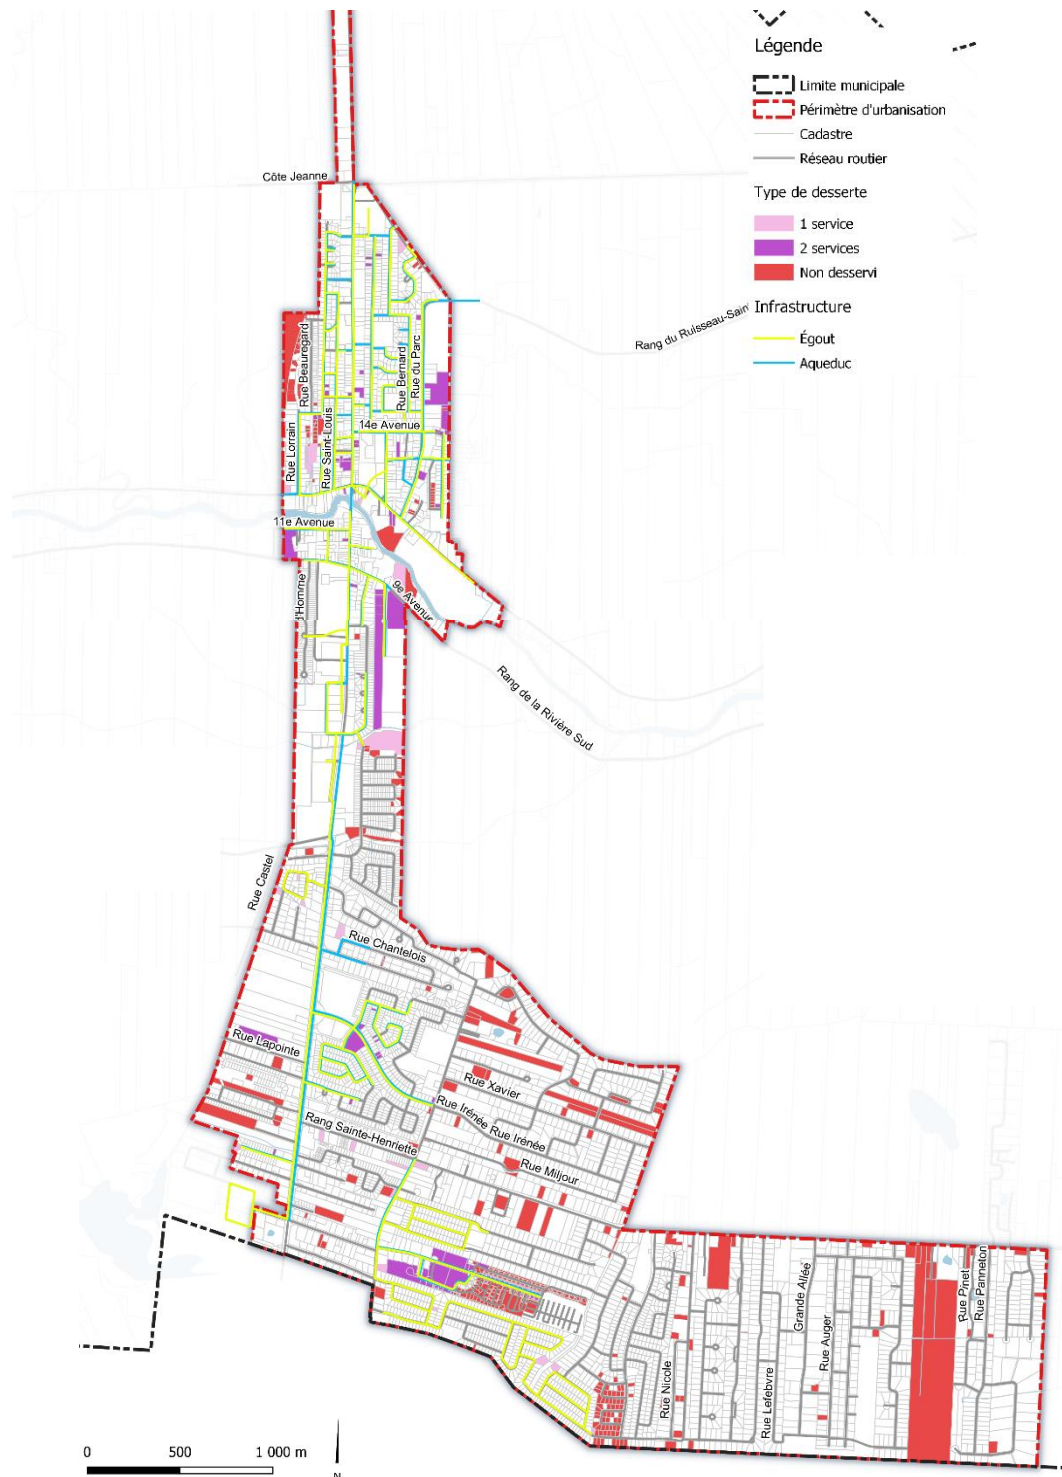 Légende
Limite municipale
Périmètre d'urbanisation
Cadastre
Réseau routier
Type de desserte
1 service
2 services
Non desservi
Infrastructure
Égout
Aqueduc
Côte Jeanne
Rang du Ruisseau-Sain
Rue Beauregard
Rue Bernard
Rue du Parc
14e Avenue
Rue Lorrain
Rue Saint-Louis
11e Avenue
9e Avenue
d'Homme
Rang de la Rivière Sud
Rue Castel
Rue Chantelois
Rue Lapointe
Rue Xavier
Rue Irénée Rue Irénée
Rang Sainte-Henriette
Rue Miljour
Grande Allée
Rue Pinet
Rue Pannelon
Rue Auger
Rue Nicole
Rue Lefebvre
0 500 1 000 m
N